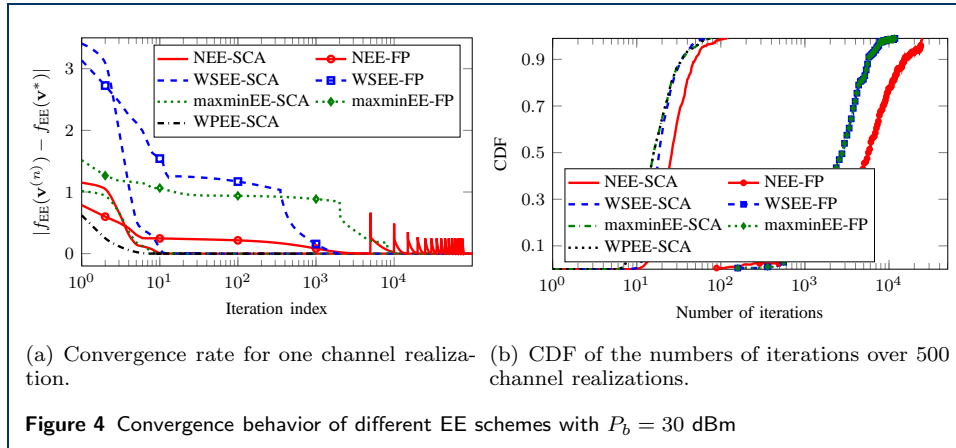 |f_EE(v^(n)) − f_EE(v*)|
3
2
1
0
NEE-SCA
NEE-FP
WSEE-SCA
WSEE-FP
maxminEE-SCA
maxminEE-FP
WPEE-SCA
10^0 10^1 10^2 10^3 10^4
Iteration index
(a) Convergence rate for one channel realiza-
tion.
CDF
0.9
0.7
0.5
0.3
0.1
NEE-SCA
NEE-FP
WSEE-SCA
WSEE-FP
maxminEE-SCA
maxminEE-FP
WPEE-SCA
10^0 10^1 10^2 10^3 10^4
Number of iterations
(b) CDF of the numbers of iterations over 500
channel realizations.
Figure 4 Convergence behavior of different EE schemes with P_b = 30 dBm